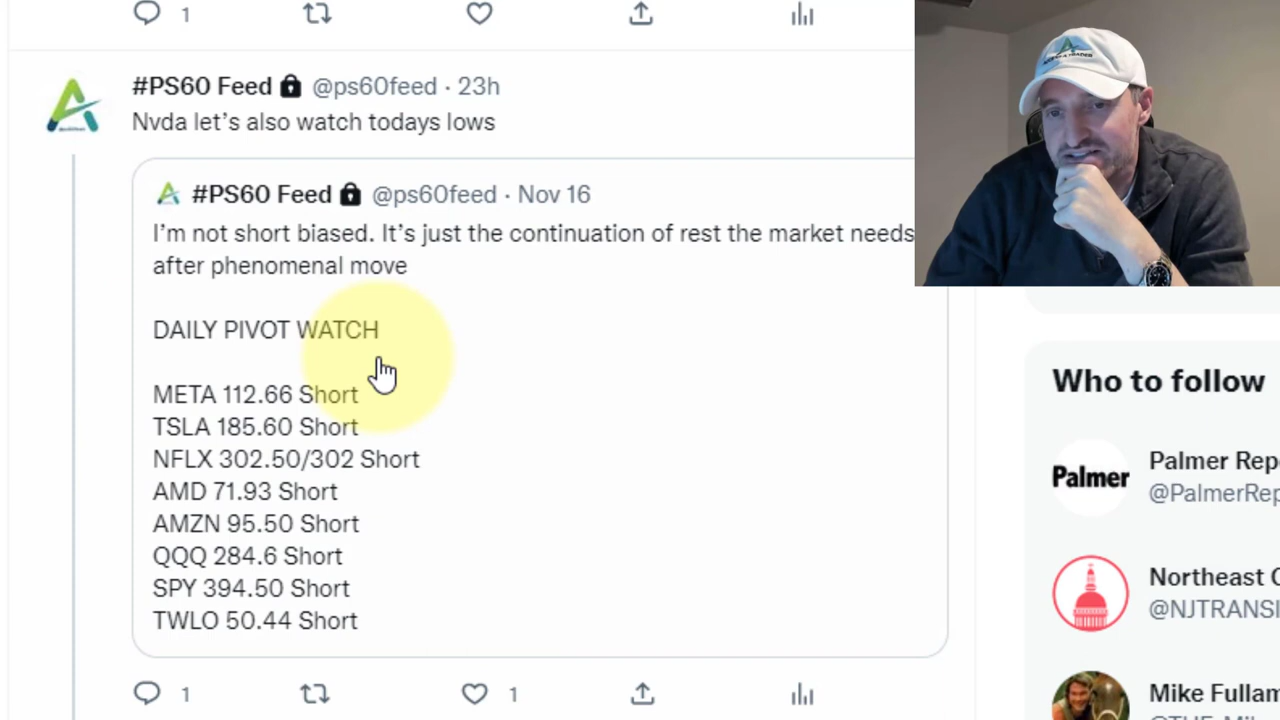 1
#PS60 Feed @ps60feed · 23h
Nvda let's also watch todays lows
#PS60 Feed @ps60feed · Nov 16
I'm not short biased. It's just the continuation of rest the market needs
after phenomenal move
DAILY PIVOT WATCH
META 112.66 Short
TSLA 185.60 Short
NFLX 302.50/302 Short
AMD 71.93 Short
AMZN 95.50 Short
QQQ 284.6 Short
SPY 394.50 Short
TWLO 50.44 Short
1
1
Who to follow
Palmer
Palmer Rep
@PalmerRep
Northeast C
@NJTRANSI
Mike Fullam